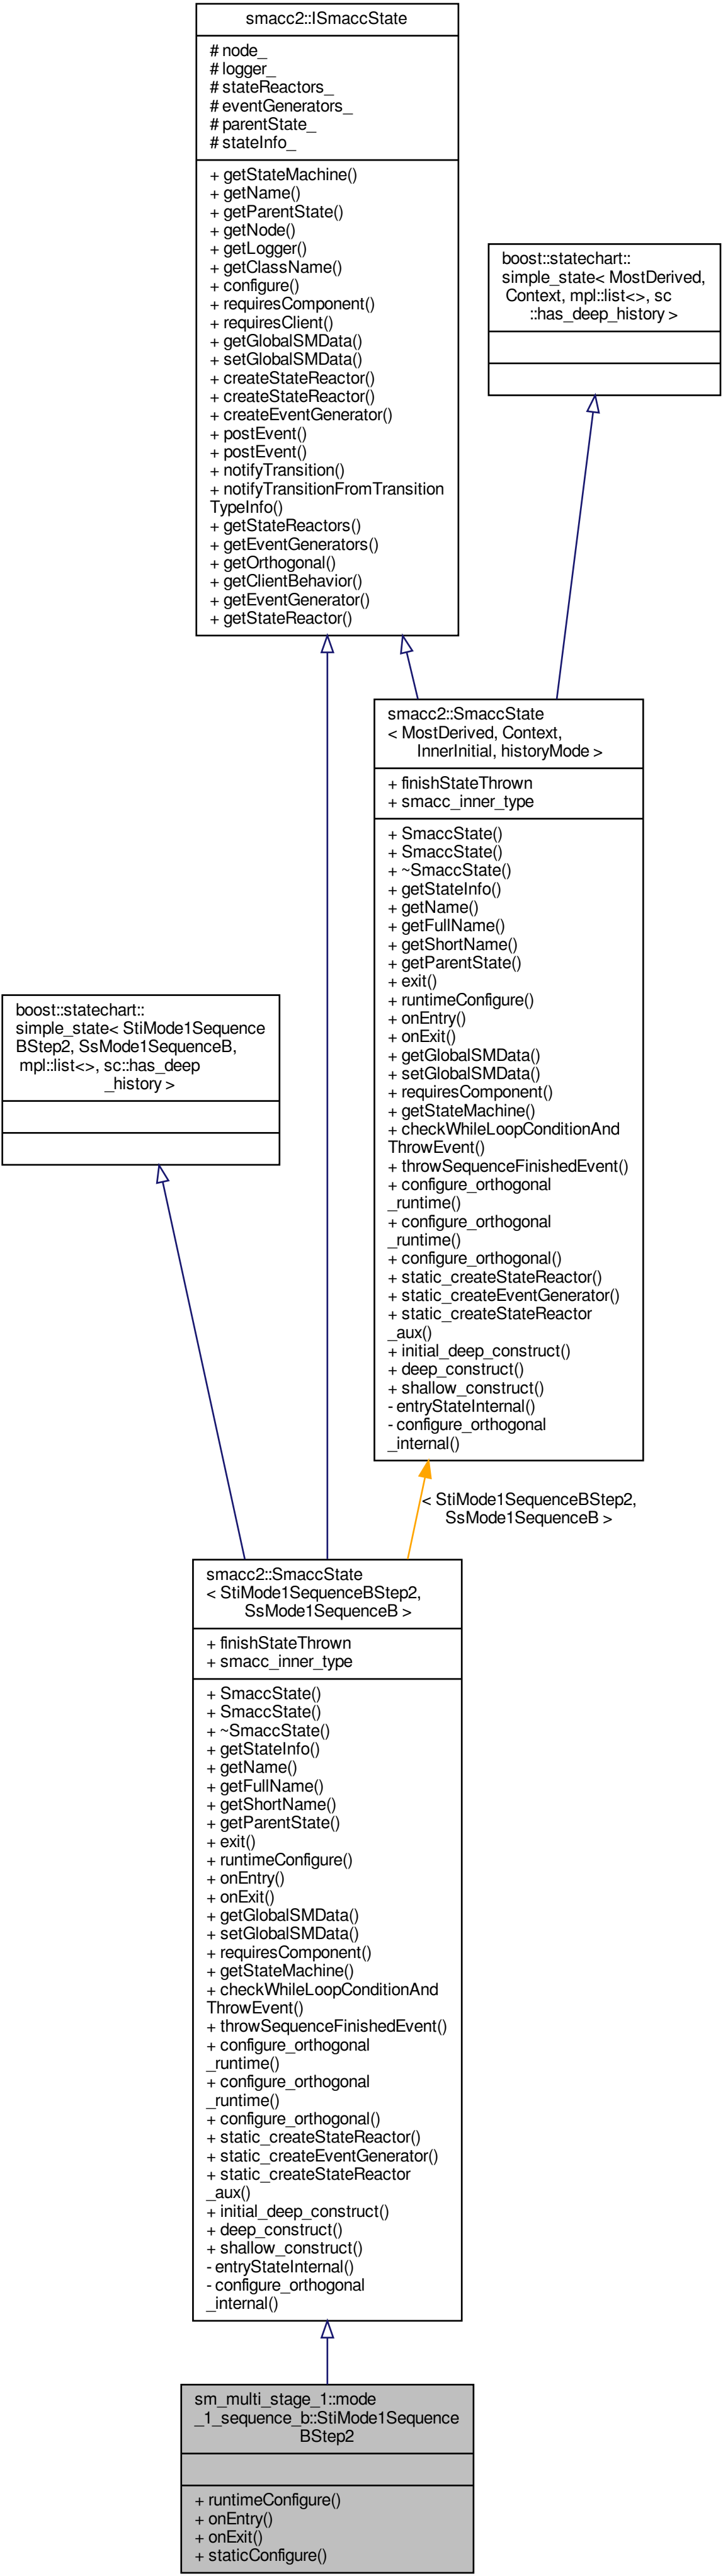 smacc2::ISmaccState
# node_
# logger_
# stateReactors_
# eventGenerators_
# parentState_
# stateInfo_
+ getStateMachine()
+ getName()
+ getParentState()
+ getNode()
+ getLogger()
+ getClassName()
+ configure()
+ requiresComponent()
+ requiresClient()
+ getGlobalSMData()
+ setGlobalSMData()
+ createStateReactor()
+ createStateReactor()
+ createEventGenerator()
+ postEvent()
+ postEvent()
+ notifyTransition()
+ notifyTransitionFromTransition
TypeInfo()
+ getStateReactors()
+ getEventGenerators()
+ getOrthogonal()
+ getClientBehavior()
+ getEventGenerator()
+ getStateReactor()
boost::statechart::
simple_state< MostDerived,
Context, mpl::list<>, sc
::has_deep_history >
smacc2::SmaccState
< MostDerived, Context,
InnerInitial, historyMode >
+ finishStateThrown
+ smacc_inner_type
+ SmaccState()
+ SmaccState()
+ ~SmaccState()
+ getStateInfo()
+ getName()
+ getFullName()
+ getShortName()
+ getParentState()
+ exit()
+ runtimeConfigure()
+ onEntry()
+ onExit()
+ getGlobalSMData()
+ setGlobalSMData()
+ requiresComponent()
+ getStateMachine()
+ checkWhileLoopConditionAnd
ThrowEvent()
+ throwSequenceFinishedEvent()
+ configure_orthogonal
_runtime()
+ configure_orthogonal
_runtime()
+ configure_orthogonal()
+ static_createStateReactor()
+ static_createEventGenerator()
+ static_createStateReactor
_aux()
+ initial_deep_construct()
+ deep_construct()
+ shallow_construct()
- entryStateInternal()
- configure_orthogonal
_internal()
boost::statechart::
simple_state< StiMode1Sequence
BStep2, SsMode1SequenceB,
mpl::list<>, sc::has_deep
_history >
< StiMode1SequenceBStep2,
SsMode1SequenceB >
smacc2::SmaccState
< StiMode1SequenceBStep2,
SsMode1SequenceB >
+ finishStateThrown
+ smacc_inner_type
+ SmaccState()
+ SmaccState()
+ ~SmaccState()
+ getStateInfo()
+ getName()
+ getFullName()
+ getShortName()
+ getParentState()
+ exit()
+ runtimeConfigure()
+ onEntry()
+ onExit()
+ getGlobalSMData()
+ setGlobalSMData()
+ requiresComponent()
+ getStateMachine()
+ checkWhileLoopConditionAnd
ThrowEvent()
+ throwSequenceFinishedEvent()
+ configure_orthogonal
_runtime()
+ configure_orthogonal
_runtime()
+ configure_orthogonal()
+ static_createStateReactor()
+ static_createEventGenerator()
+ static_createStateReactor
_aux()
+ initial_deep_construct()
+ deep_construct()
+ shallow_construct()
- entryStateInternal()
- configure_orthogonal
_internal()
sm_multi_stage_1::mode
_1_sequence_b::StiMode1Sequence
BStep2
+ runtimeConfigure()
+ onEntry()
+ onExit()
+ staticConfigure()